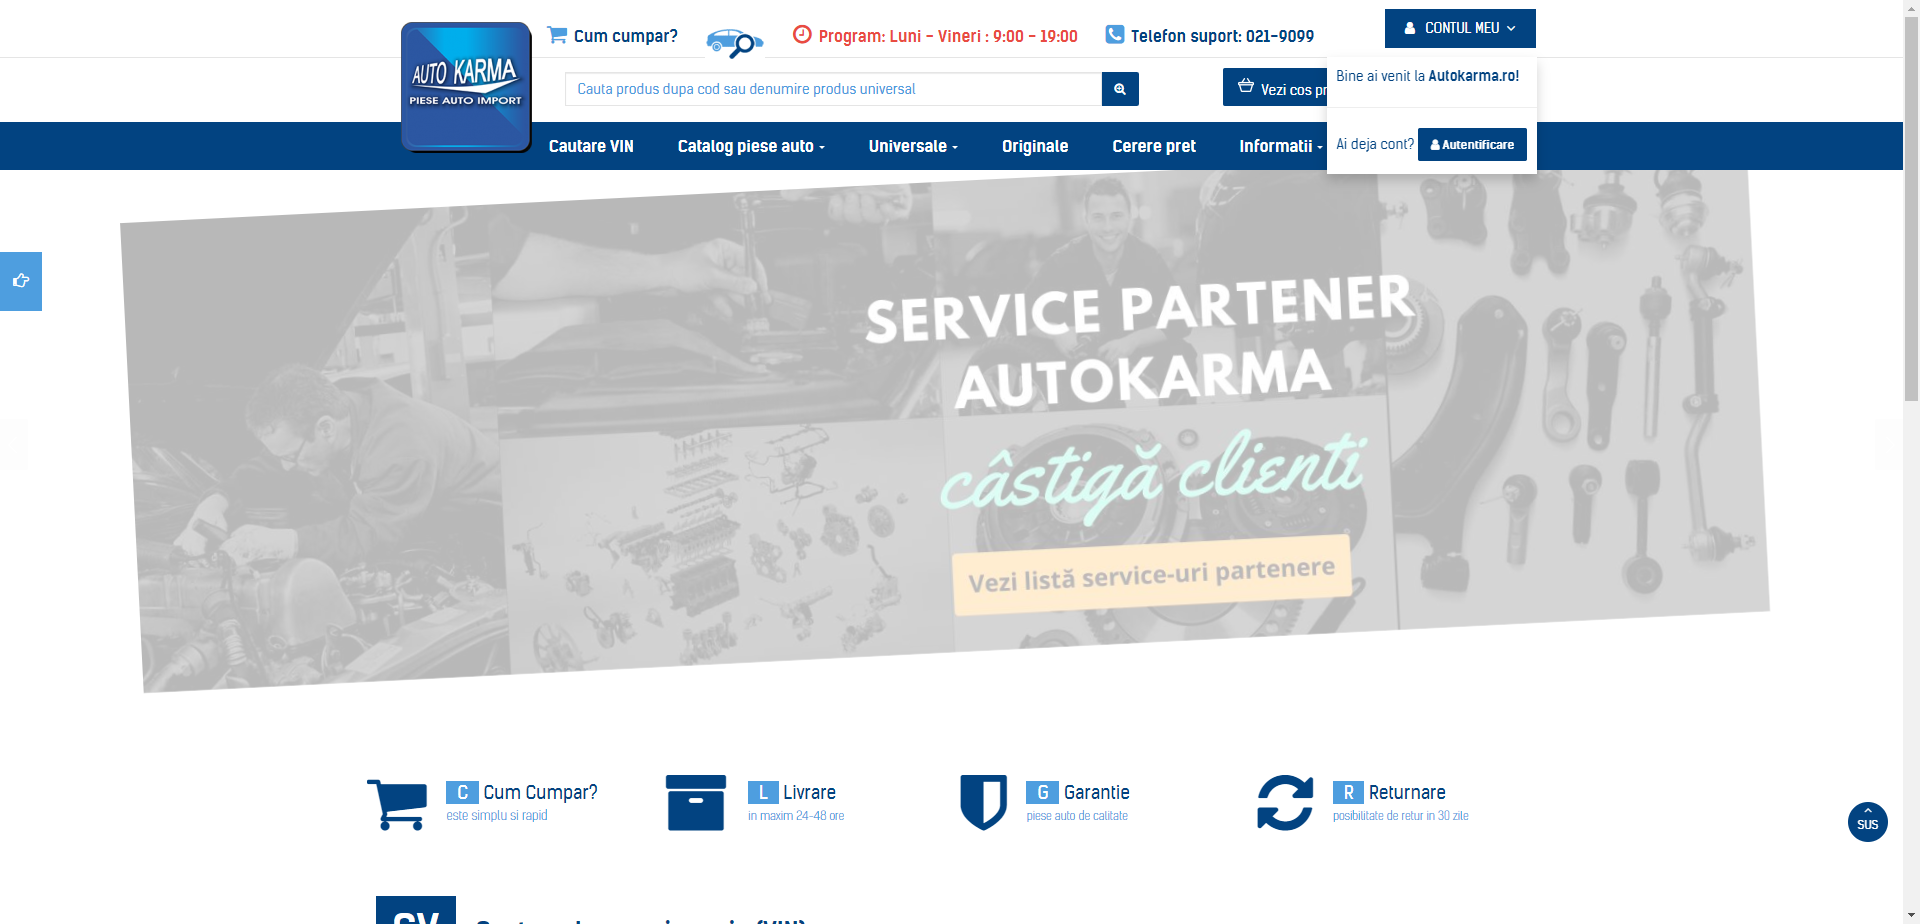 Cum cumpar?
Program: Luni - Vineri : 9:00 - 19:00
Telefon suport: 021-9099
CONTUL MEU
AUTO KARMA
PIESE AUTO IMPORT
Cauta produs dupa cod sau denumire produs universal
Vezi cos pr
Bine ai venit la Autokarma.ro!
Ai deja cont? Autentificare
Cautare VIN
Catalog piese auto
Universale
Originale
Cerere pret
Informatii
SERVICE PARTENER
AUTOKARMA
câstigă clienti
Vezi listă service-uri partenere
C Cum Cumpar?
este simplu si rapid
L Livrare
in maxim 24-48 ore
G Garantie
piese auto de calitate
R Returnare
posibilitate de retur in 30 zile
SUS
CV
(VIN)